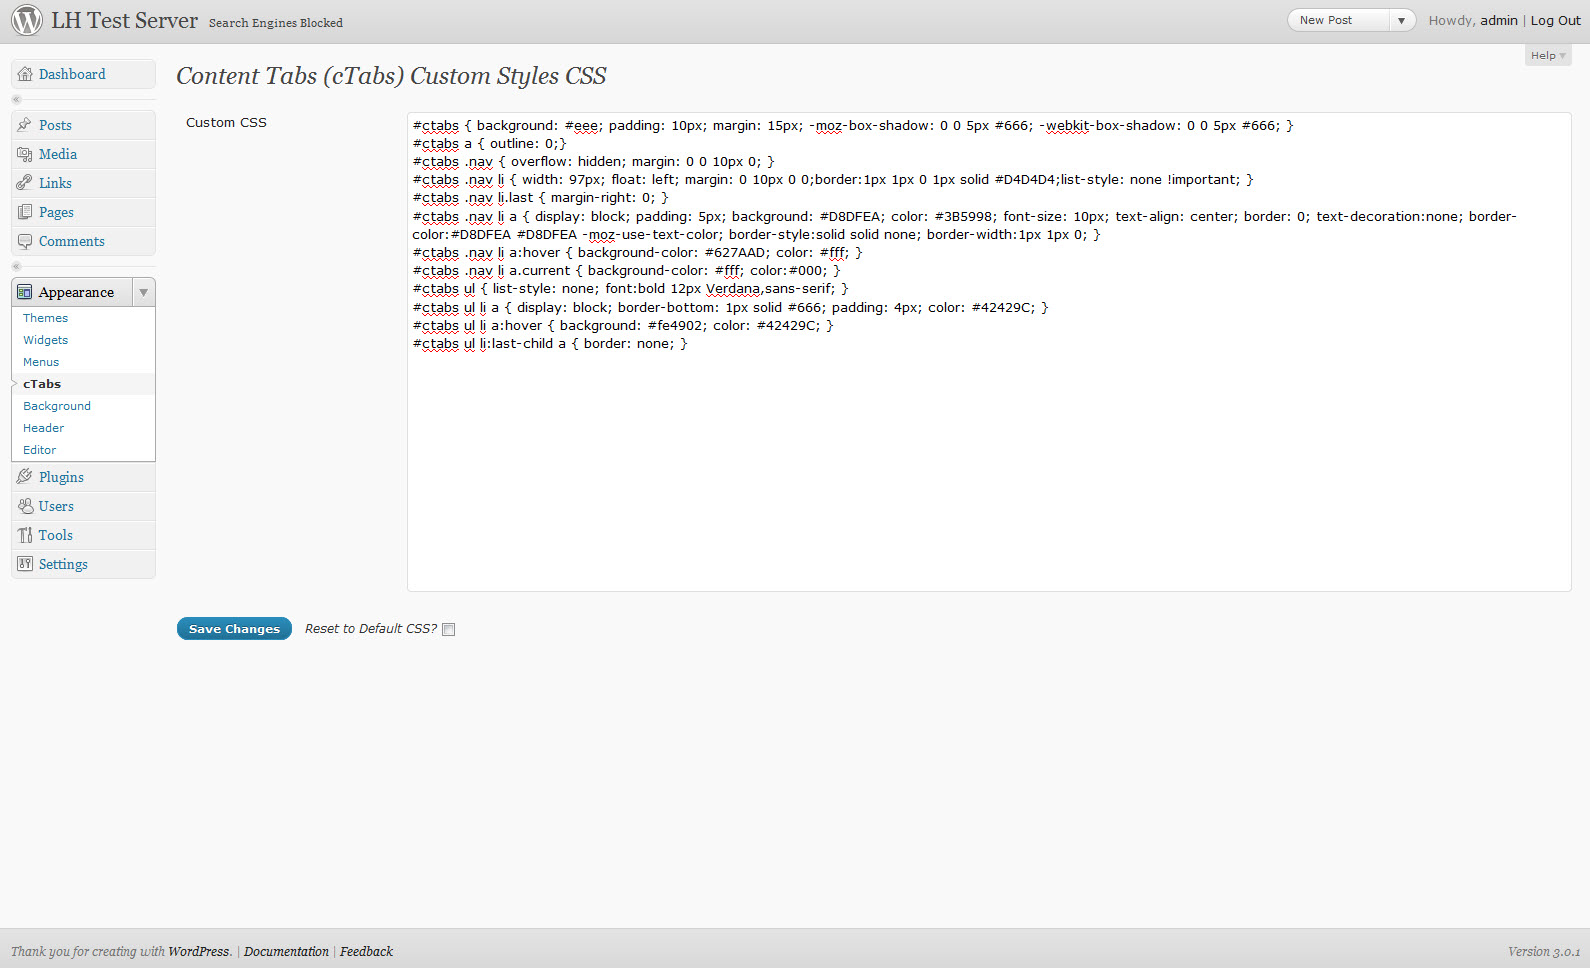 LH Test Server Search Engines Blocked
New Post Howdy, admin | Log Out
Help
Dashboard
Posts
Media
Links
Pages
Comments
Appearance
Themes
Widgets
Menus
cTabs
Background
Header
Editor
Plugins
Users
Tools
Settings
Content Tabs (cTabs) Custom Styles CSS
Custom CSS
#ctabs { background: #eee; padding: 10px; margin: 15px; -moz-box-shadow: 0 0 5px #666; -webkit-box-shadow: 0 0 5px #666; }
#ctabs a { outline: 0;}
#ctabs .nav { overflow: hidden; margin: 0 0 10px 0; }
#ctabs .nav li { width: 97px; float: left; margin: 0 10px 0 0;border:1px 1px 0 1px solid #D4D4D4;list-style: none !important; }
#ctabs .nav li.last { margin-right: 0; }
#ctabs .nav li a { display: block; padding: 5px; background: #D8DFEA; color: #3B5998; font-size: 10px; text-align: center; border: 0; text-decoration:none; border-
color:#D8DFEA #D8DFEA -moz-use-text-color; border-style:solid solid none; border-width:1px 1px 0; }
#ctabs .nav li a:hover { background-color: #627AAD; color: #fff; }
#ctabs .nav li a.current { background-color: #fff; color:#000; }
#ctabs ul { list-style: none; font:bold 12px Verdana,sans-serif; }
#ctabs ul li a { display: block; border-bottom: 1px solid #666; padding: 4px; color: #42429C; }
#ctabs ul li a:hover { background: #fe4902; color: #42429C; }
#ctabs ul li:last-child a { border: none; }
Save Changes Reset to Default CSS?
Thank you for creating with WordPress. | Documentation | Feedback
Version 3.0.1